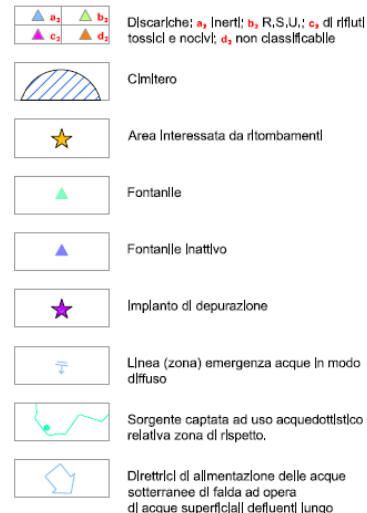 a₂ b₂
c₂ d₂
Discariche; a₂ Inerti; b₂ R.S.U.; c₂ di rifiuti
tossici e nocivi; d₂ non classificabile
Cimitero
Area interessata da ritombamenti
Fontanile
Fontanile inattivo
Impianto di depurazione
Linea (zona) emergenza acque in modo
diffuso
Sorgente captata ad uso acquedottistico
relativa zona di rispetto.
Direttrici di alimentazione delle acque
sotterranee di falda ad opera
di acque superficiali defluenti lungo